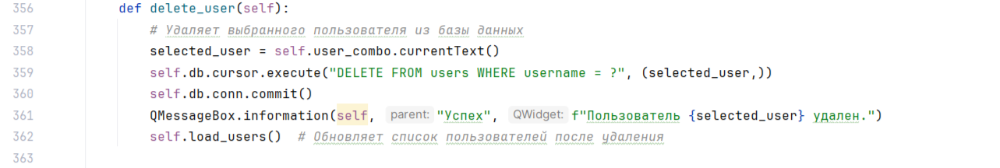 356 def delete_user(self):
357 # Удаляет выбранного пользователя из базы данных
358 selected_user = self.user_combo.currentText()
359 self.db.cursor.execute("DELETE FROM users WHERE username = ?", (selected_user,))
360 self.db.conn.commit()
361 QMessageBox.information(self, parent: "Успех", QWidget: f"Пользователь {selected_user} удален.")
362 self.load_users() # Обновляет список пользователей после удаления
363